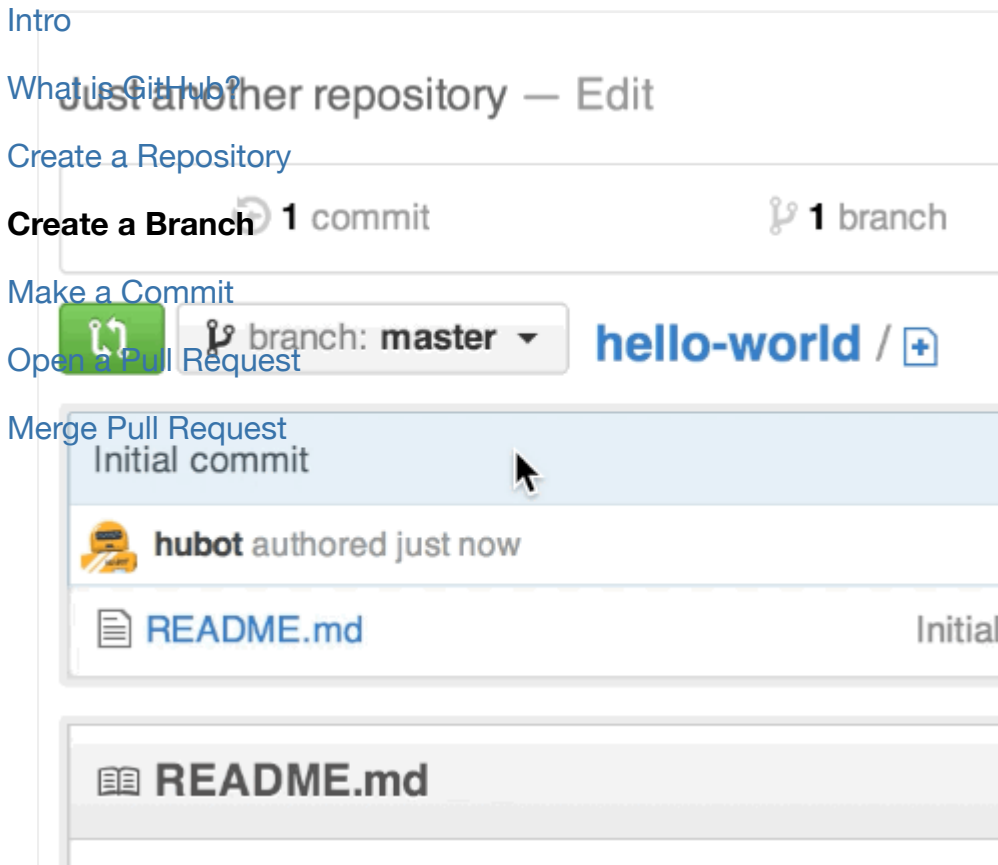 Intro
What is GitHub?
Just another repository — Edit
Create a Repository
Create a Branch
1 commit
1 branch
Make a Commit
branch: master
hello-world /
Open a Pull Request
Merge Pull Request
Initial commit
hubot authored just now
README.md
Initial
README.md